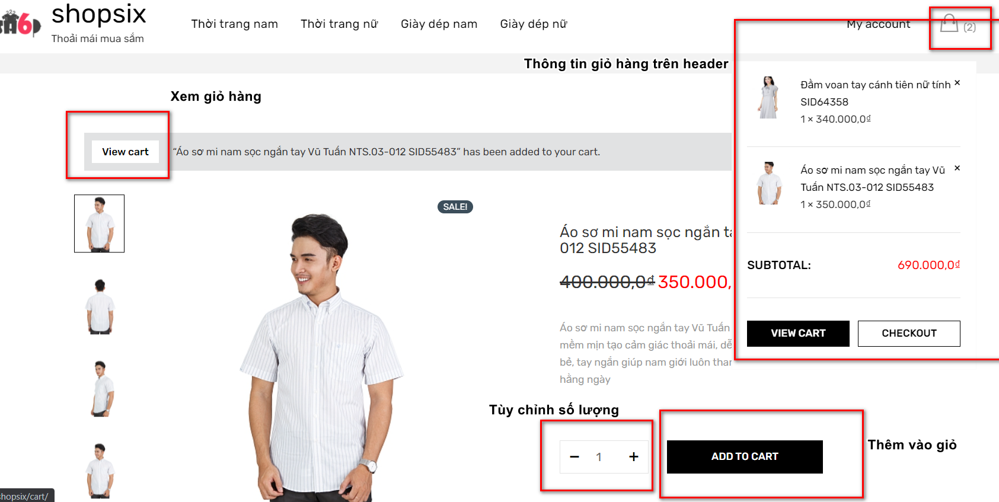 shopsix
Thoải mái mua sắm
Thời trang nam
Thời trang nữ
Giày dép nam
Giày dép nữ
My account
(2)
Thông tin giỏ hàng trên header
Xem giỏ hàng
View cart
“Áo sơ mi nam sọc ngắn tay Vũ Tuấn NTS.03-012 SID55483” has been added to your cart.
Đầm voan tay cánh tiên nữ tính
SID64358
1 × 340.000,0₫
×
Áo sơ mi nam sọc ngắn tay Vũ
Tuấn NTS.03-012 SID55483
1 × 350.000,0₫
×
SUBTOTAL:
690.000,0₫
VIEW CART
CHECKOUT
SALE!
Áo sơ mi nam sọc ngắn
012 SID55483
400.000,0₫ 350.000,
Áo sơ mi nam sọc ngắn tay Vũ Tuấn
mềm mịn tạo cảm giác thoải mái, dễ
bẻ, tay ngắn giúp nam giới luôn
hằng ngày
Tùy chỉnh số lượng
− 1 +
ADD TO CART
Thêm vào giỏ
shopsix/cart/